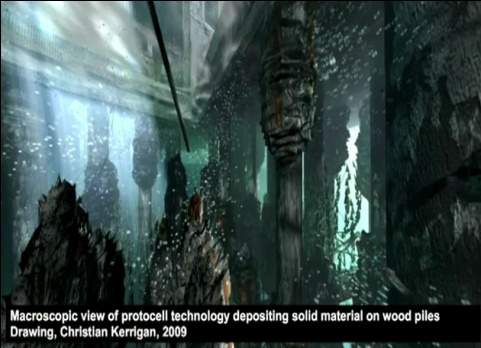 Macroscopic view of protocell technology depositing solid material on wood piles
Drawing, Christian Kerrigan, 2009